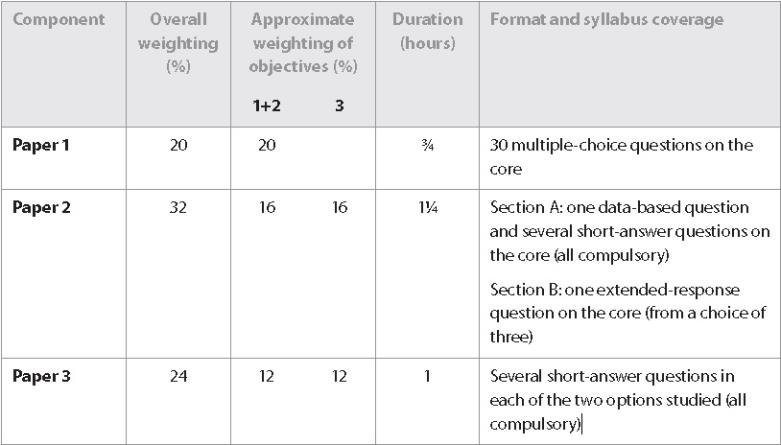 Component Overall Approximate Duration Format and syllabus coverage
weighting weighting of (hours)
(%) objectives (%)
1+2 3
Paper 1 20 20 ¾ 30 multiple-choice questions on the
core
Paper 2 32 16 16 1¼ Section A: one data-based question
and several short-answer questions on
the core (all compulsory)
Section B: one extended-response
question on the core (from a choice of
three)
Paper 3 24 12 12 1 Several short-answer questions in
each of the two options studied (all
compulsory)